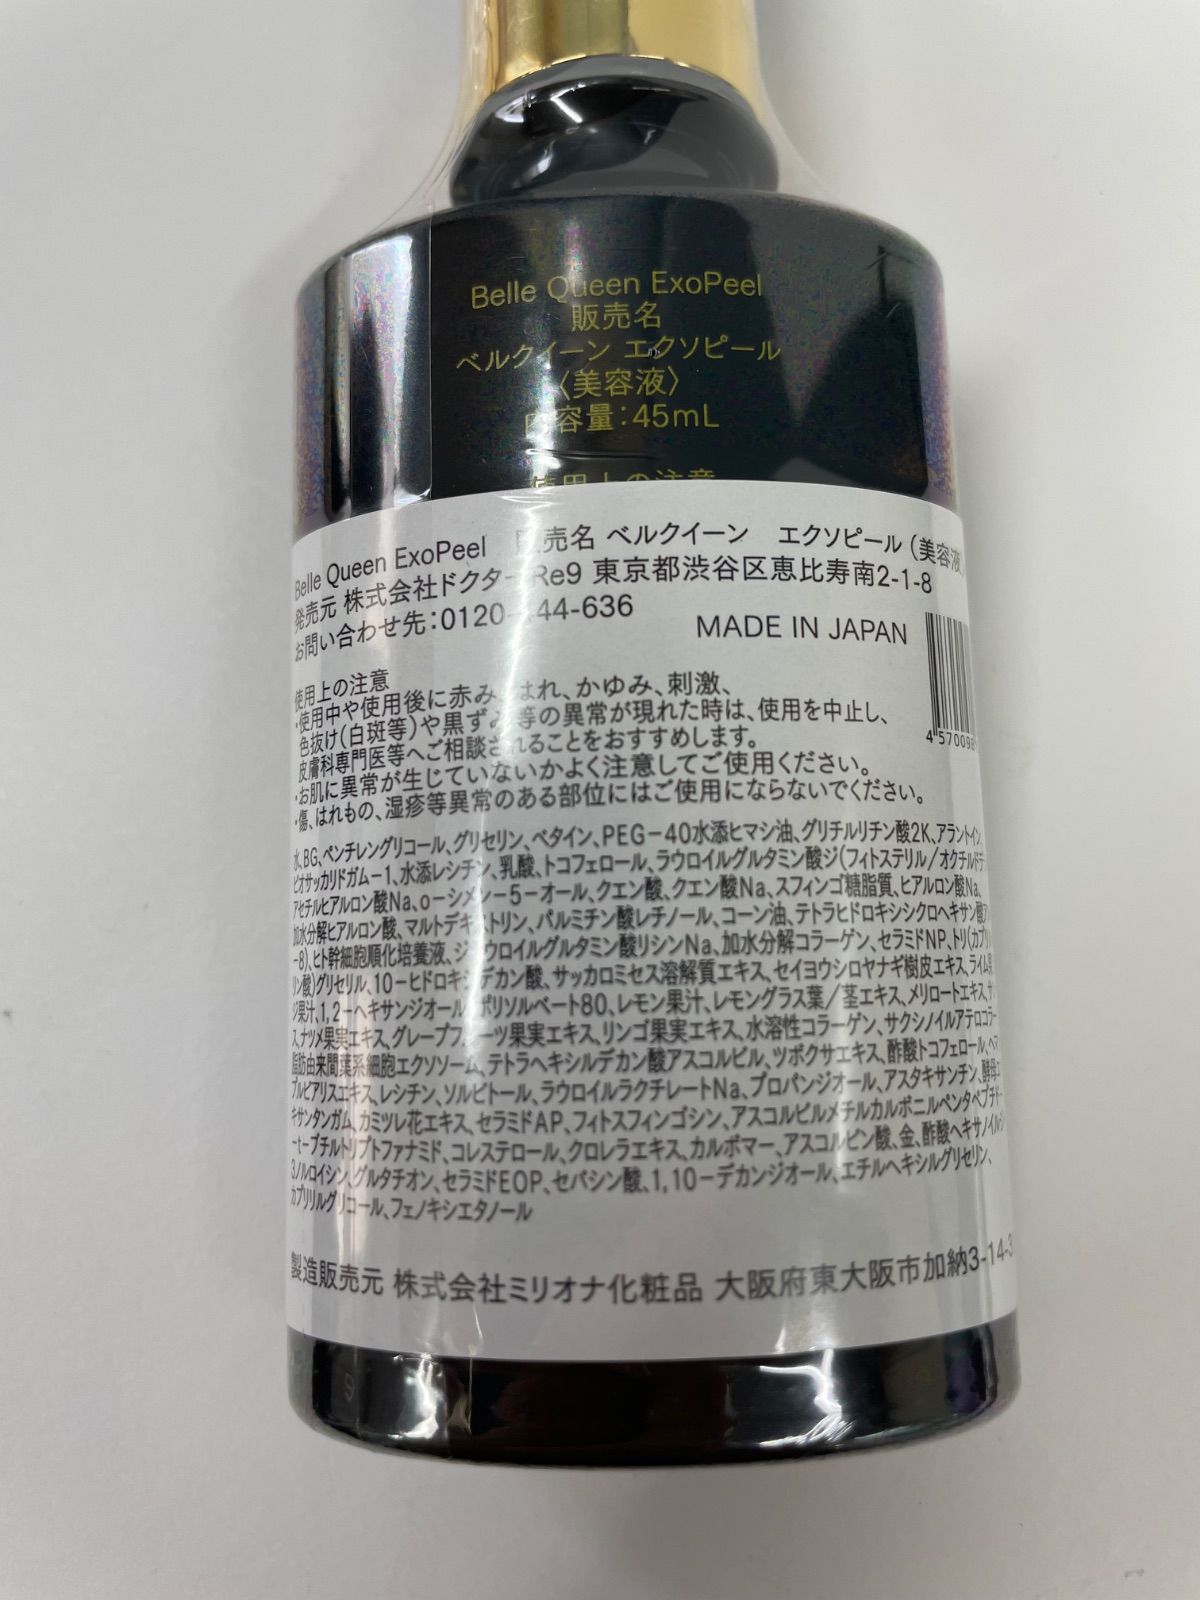 Belle Queen ExoPeel
販売名
ベルクイーン エクソピール
〈美容液〉
内容量：45mL
使用上の注意
Belle Queen ExoPeel 販売名 ベルクイーン エクソピール（美容液）
発売元 株式会社ドクターRe9 東京都渋谷区恵比寿南2-1-8
お問い合わせ先：0120- 44-636
MADE IN JAPAN
使用上の注意
・使用中や使用後に赤み、はれ、かゆみ、刺激、
色抜け（白斑等）や黒ずみ等の異常が現れた時は、使用を中止し、
皮膚科専門医等へご相談されることをおすすめします。
・お肌に異常が生じていないかよく注意してご使用ください。
・傷、はれもの、湿疹等異常のある部位にはご使用にならないでください。
4 570098
水、BG、ペンチレングリコール、グリセリン、ベタイン、PEG－40水添ヒマシ油、グリチルリチン酸2K、アラントイン、
ビオサッカリドガム－1、水添レシチン、乳酸、トコフェロール、ラウロイルグルタミン酸ジ（フィトステリル／オクチルドデ
アセチルヒアルロン酸Na、o－シメン－5－オール、クエン酸、クエン酸Na、スフィンゴ糖脂質、ヒアルロン酸Na、
加水分解ヒアルロン酸、マルトデキストリン、パルミチン酸レチノール、コーン油、テトラヒドロキシシクロヘキサン酸ア
－8）、ヒト幹細胞順化培養液、ジラウロイルグルタミン酸リシンNa、加水分解コラーゲン、セラミドNP、トリ（カプリル
リン酸）グリセリル、10－ヒドロキシデカン酸、サッカロミセス溶解質エキス、セイヨウシロヤナギ樹皮エキス、ライム果
ジ果汁、1,2－ヘキサンジオール、ポリソルベート80、レモン果汁、レモングラス葉／茎エキス、メリロートエキス、サ
ス、ナツメ果実エキス、グレープフルーツ果実エキス、リンゴ果実エキス、水溶性コラーゲン、サクシノイルアテロコラー
脂肪由来間葉系細胞エクソソーム、テトラヘキシルデカン酸アスコルビル、ツボクサエキス、酢酸トコフェロール、ヘマ
プルビアリスエキス、レシチン、ソルビトール、ラウロイルラクチレートNa、プロパンジオール、アスタキサンチン、酵母エ
キサンタンガム、カミツレ花エキス、セラミドAP、フィトスフィンゴシン、アスコルビルメチルカルボニルペンタペプチド－
－t－ブチルトリプトファナミド、コレステロール、クロレラエキス、カルボマー、アスコルビン酸、金、酢酸ヘキサノイルジ
3ノルロイシン、グルタチオン、セラミドEOP、セバシン酸、1,10－デカンジオール、エチルヘキシルグリセリン、
カプリリルグリコール、フェノキシエタノール
製造販売元 株式会社ミリオナ化粧品 大阪府東大阪市加納3-14-3